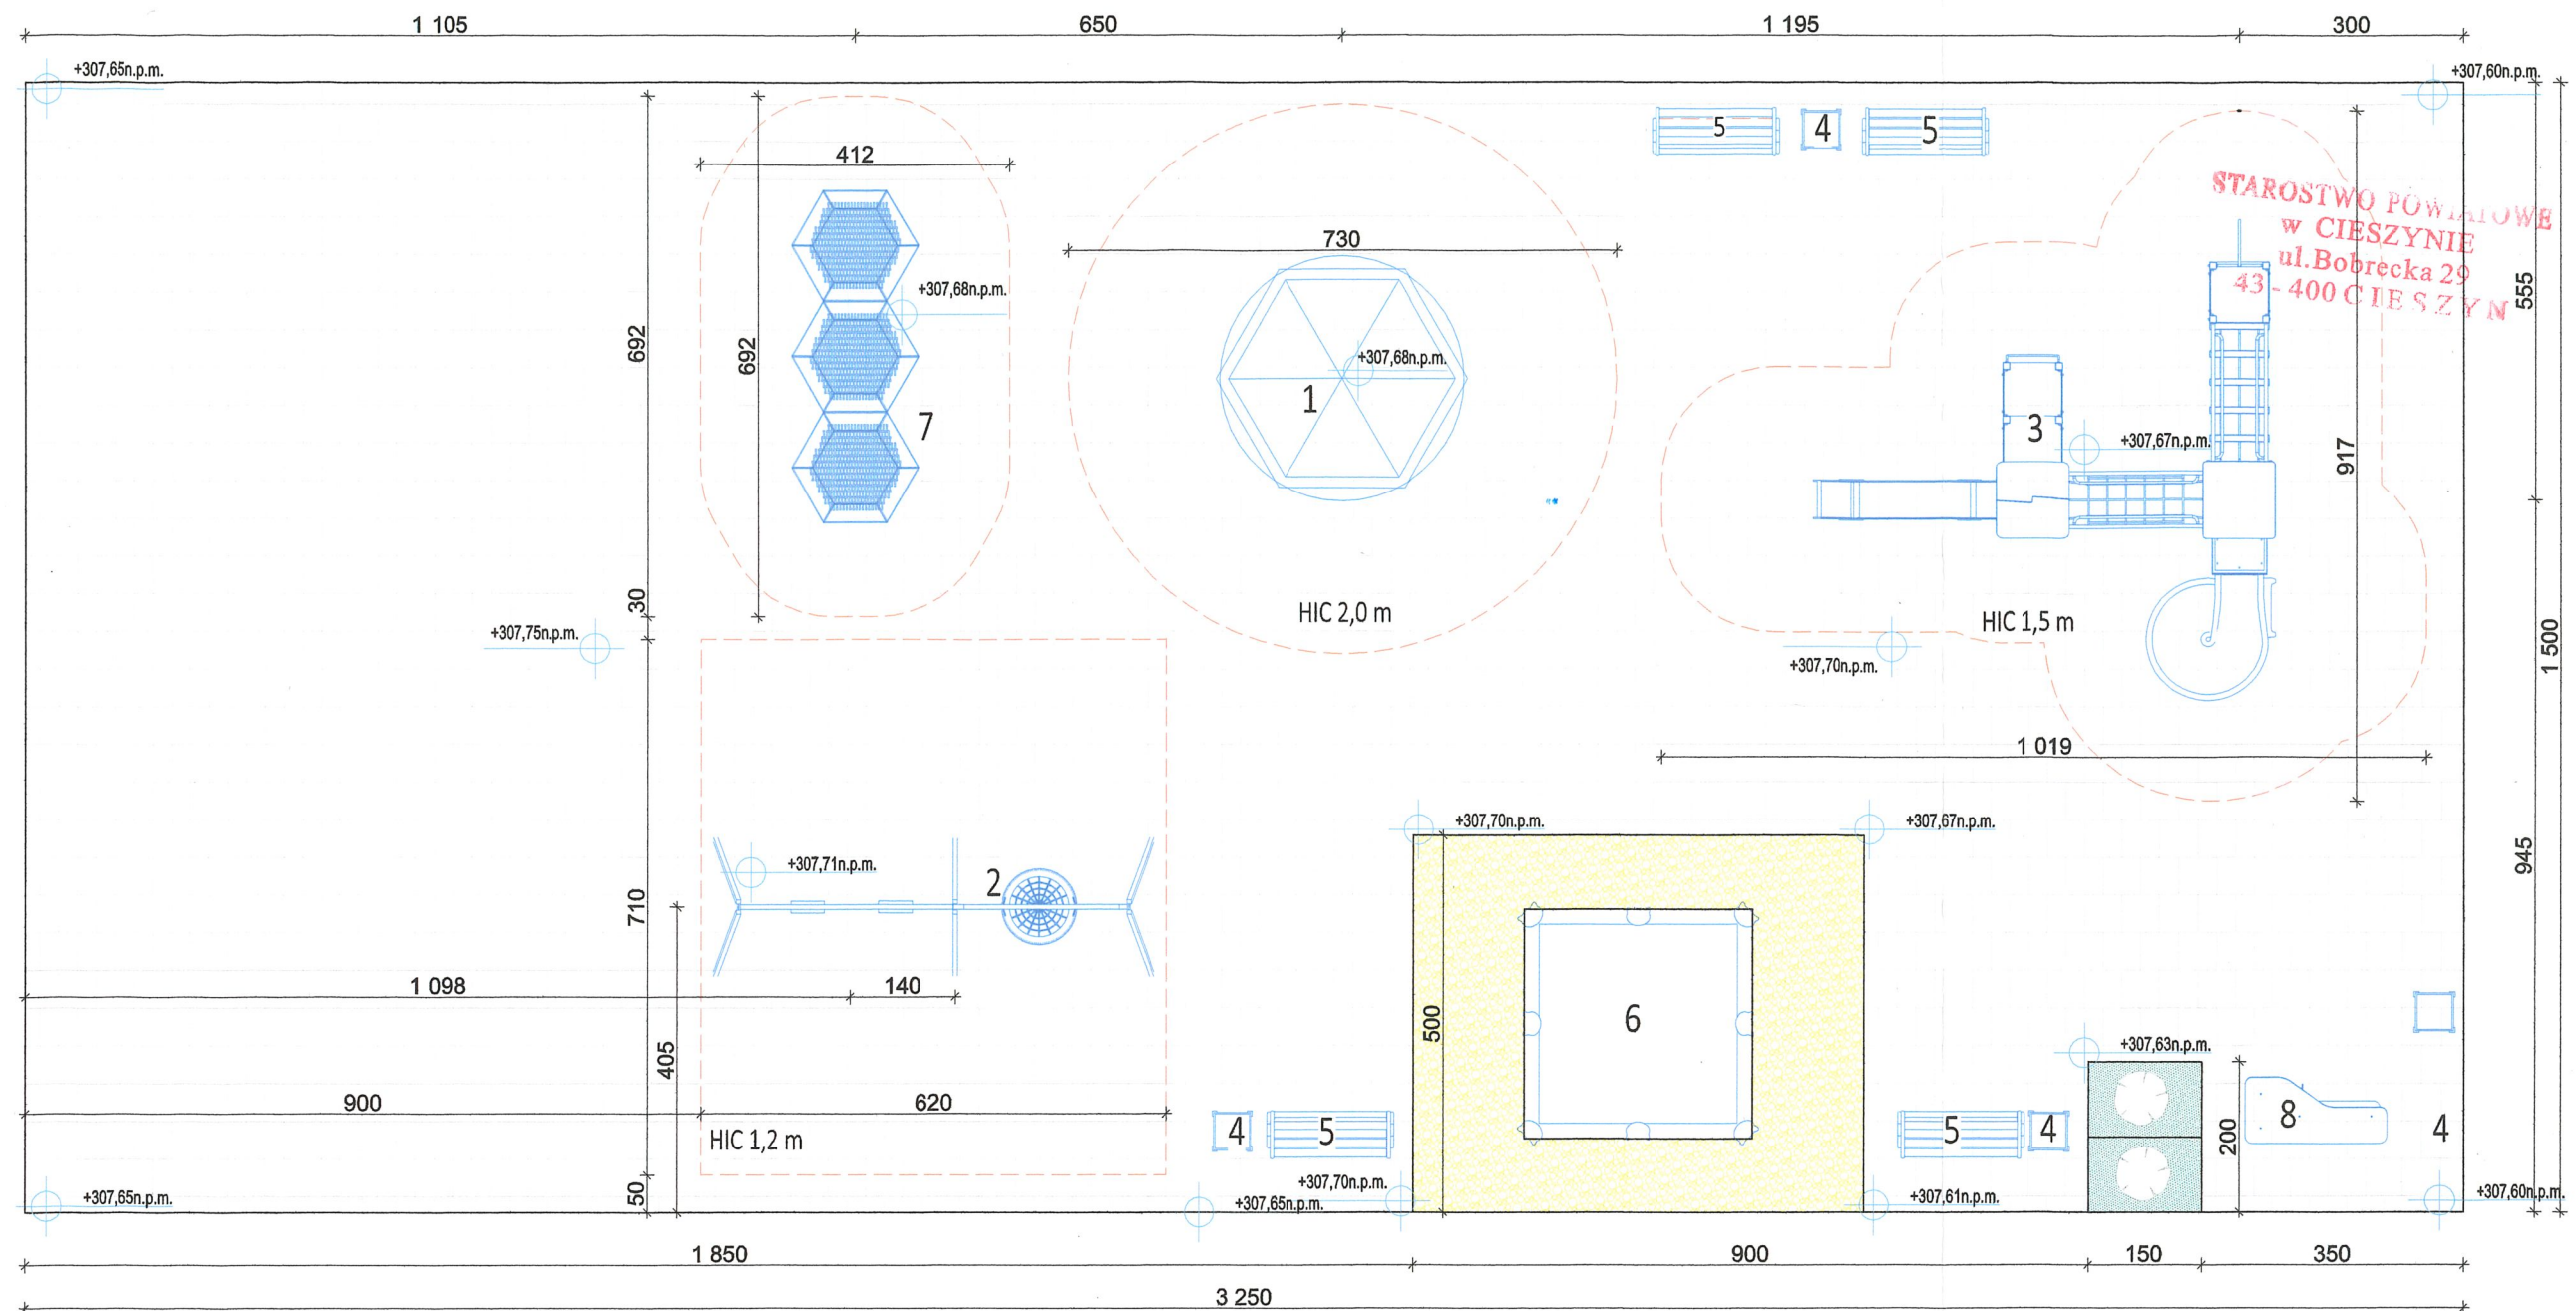 1 105
650
1 195
300
+307,65n.p.m.
+307,60n.p.m.
5
4
5
412
STAROSTWO POWIATOWE
w CIESZYNIE
ul.Bobrecka 29
43 - 400 CIESZYN
730
+307,68n.p.m.
555
692
692
+307,68n.p.m.
1
7
3
+307,67n.p.m.
917
30
HIC 2,0 m
HIC 1,5 m
+307,75n.p.m.
+307,70n.p.m.
1 500
1 019
+307,70n.p.m.
+307,67n.p.m.
945
+307,71n.p.m.
2
710
1 098
140
500
6
405
+307,63n.p.m.
900
620
HIC 1,2 m
4
5
5
4
200
8
4
50
+307,65n.p.m.
+307,70n.p.m.
+307,65n.p.m.
+307,61n.p.m.
+307,60n.p.m.
1 850
900
150
350
3 250